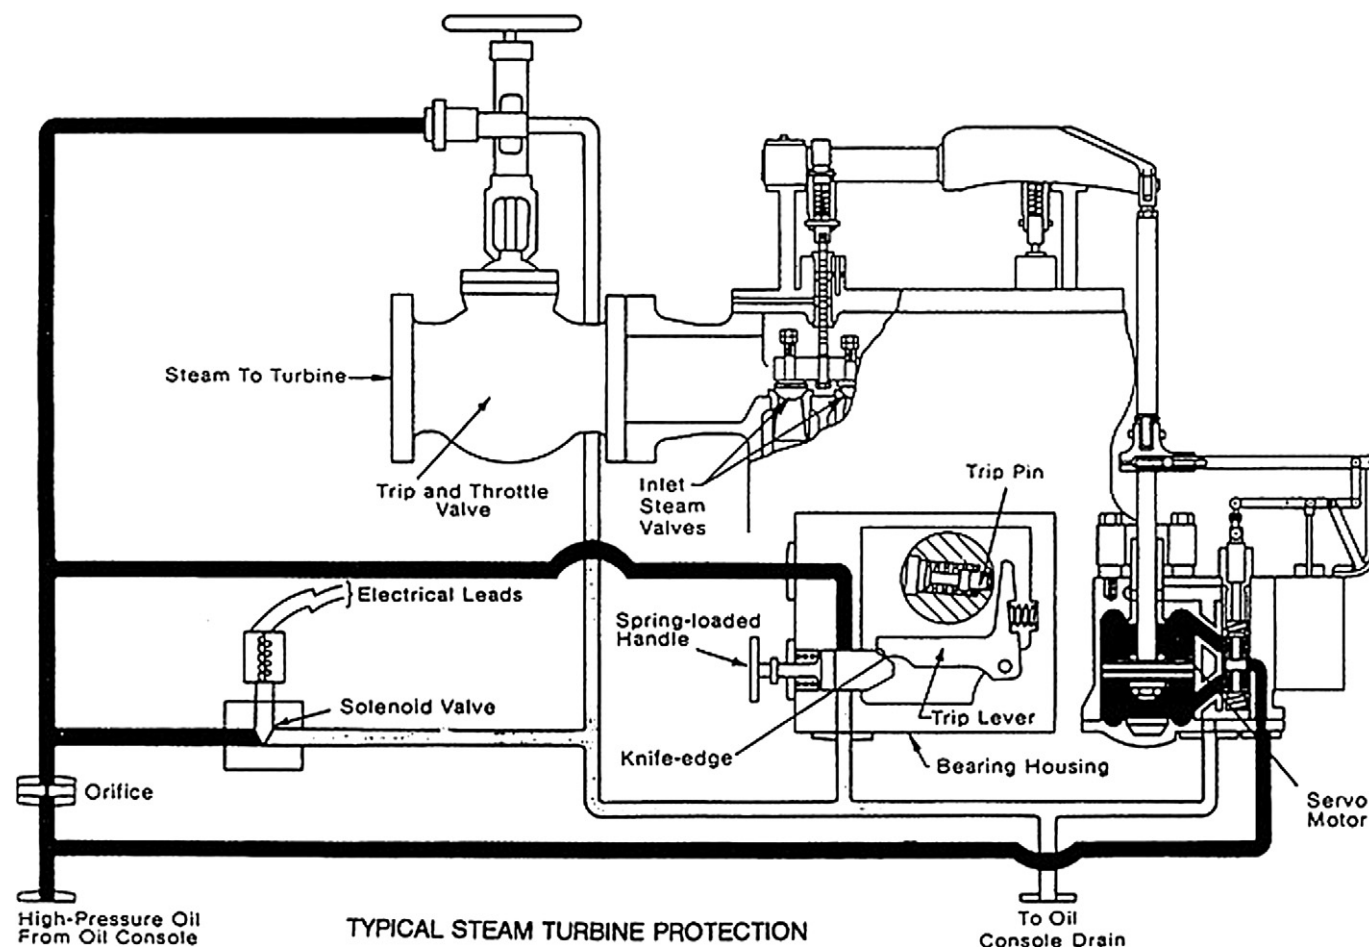 Steam To Turbine
Trip and Throttle
Valve
Inlet
Steam
Valves
Trip Pin
Electrical Leads
Spring-loaded
Handle
Solenoid Valve
Trip Lever
Knife-edge
Bearing Housing
Orifice
Servo
Motor
High-Pressure Oil
From Oil Console
TYPICAL STEAM TURBINE PROTECTION
To Oil
Console Drain